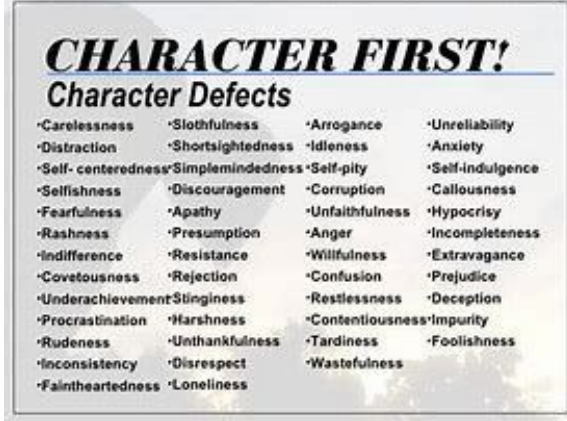 CHARACTER FIRST!
Character Defects
•Carelessness •Slothfulness •Arrogance •Unreliability
•Distraction •Shortsightedness •Idleness •Anxiety
•Self- centeredness •Simplemindedness •Self-pity •Self-indulgence
•Selfishness •Discouragement •Corruption •Callousness
•Fearfulness •Apathy •Unfaithfulness •Hypocrisy
•Rashness •Presumption •Anger •Incompleteness
•Indifference •Resistance •Willfulness •Extravagance
•Covetousness •Rejection •Confusion •Prejudice
•Underachievement •Stinginess •Restlessness •Deception
•Procrastination •Harshness •Contentiousness •Impurity
•Rudeness •Unthankfulness •Tardiness •Foolishness
•Inconsistency •Disrespect •Wastefulness
•Faintheartedness •Loneliness